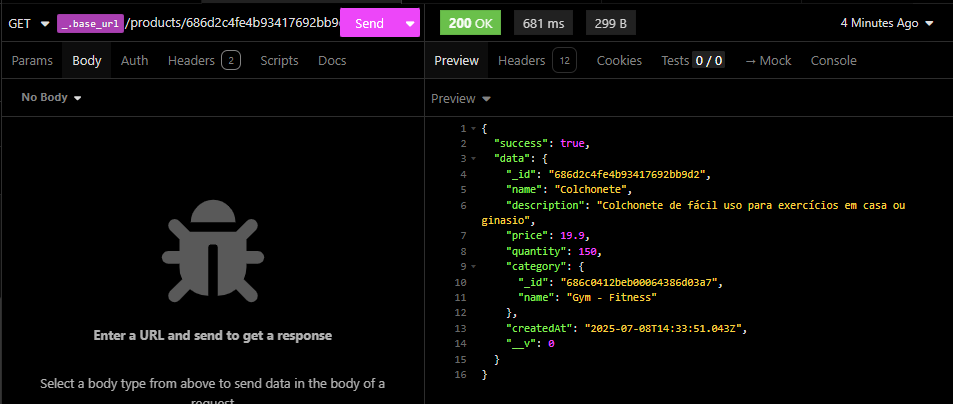 GET _.base_url/products/686d2c4fe4b93417692bb9 Send
200 OK 681 ms 299 B 4 Minutes Ago
Params Body Auth Headers 2 Scripts Docs
Preview Headers 12 Cookies Tests 0 / 0 → Mock Console
No Body
Preview
Enter a URL and send to get a response
Select a body type from above to send data in the body of a
request
1 {
2 "success": true,
3 "data": {
4 "_id": "686d2c4fe4b93417692bb9d2",
5 "name": "Colchonete",
6 "description": "Colchonete de fácil uso para exercícios em casa ou
ginasio",
7 "price": 19.9,
8 "quantity": 150,
9 "category": {
10 "_id": "686c0412beb00064386d03a7",
11 "name": "Gym - Fitness"
12 },
13 "createdAt": "2025-07-08T14:33:51.043Z",
14 "__v": 0
15 }
16 }